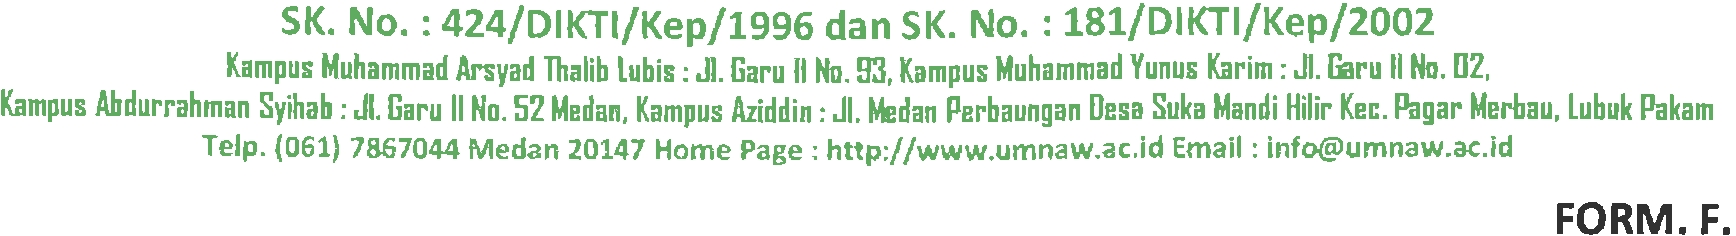 SK. No. : 424/DIKTI/Kep/1996 dan SK. No. : 181/DIKTI/Kep/2002
Kampus Muhammad Arsyad Thalib Lubis : Jl. Garu II No. 93, Kampus Muhammad Yunus Karim : Jl. Garu II No. 02,
Kampus Abdurrahman Syihab : Jl. Garu II No. 52 Medan, Kampus Aziddin : Jl. Medan Perbaungan Desa Suka Mandi Hilir Kec. Pagar Merbau, Lubuk Pakam
Telp. (061) 7867044 Medan 20147 Home Page : http://www.umnaw.ac.id Email : info@umnaw.ac.id
FORM. F.